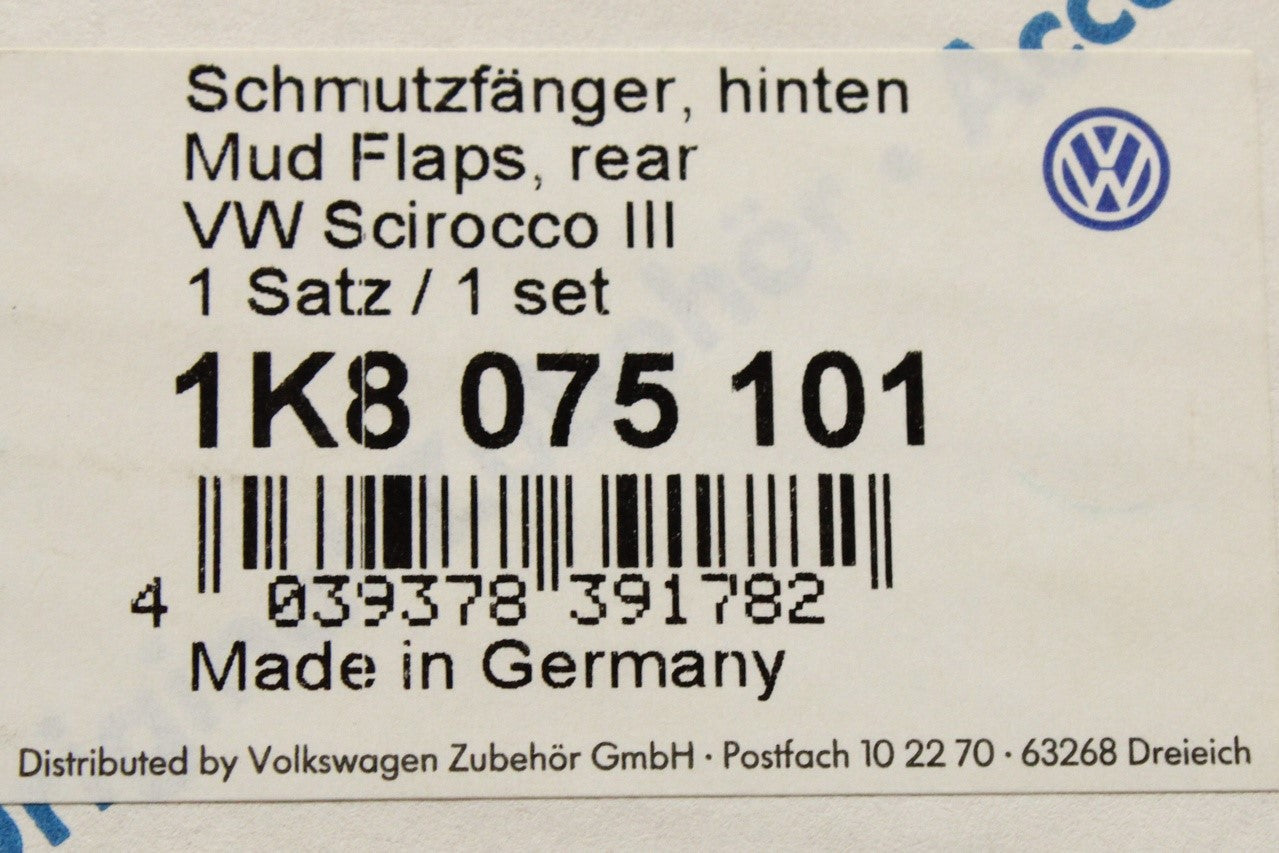 Schmutzfänger, hinten
Mud Flaps, rear
VW Scirocco III
1 Satz / 1 set
1K8 075 101
4 039378 391782
Made in Germany
Distributed by Volkswagen Zubehör GmbH · Postfach 10 22 70 · 63268 Dreieich